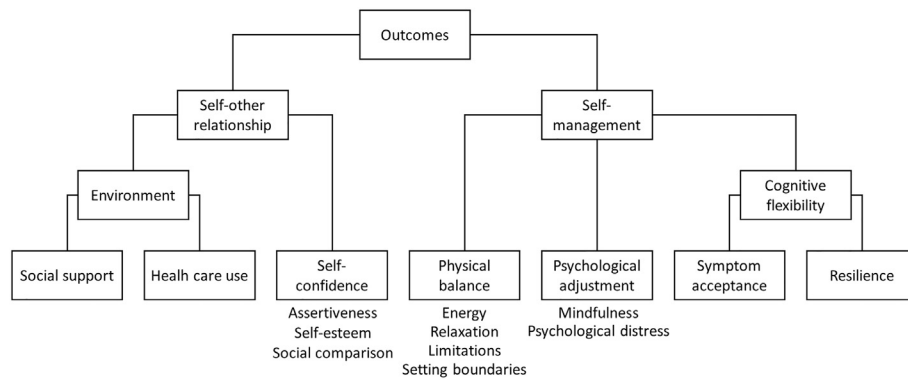 Outcomes
Self-other
relationship
Self-
management
Environment
Cognitive
flexibility
Social support
Healh care use
Self-
confidence
Physical
balance
Psychological
adjustment
Symptom
acceptance
Resilience
Assertiveness
Self-esteem
Social comparison
Energy
Relaxation
Limitations
Setting boundaries
Mindfulness
Psychological distress